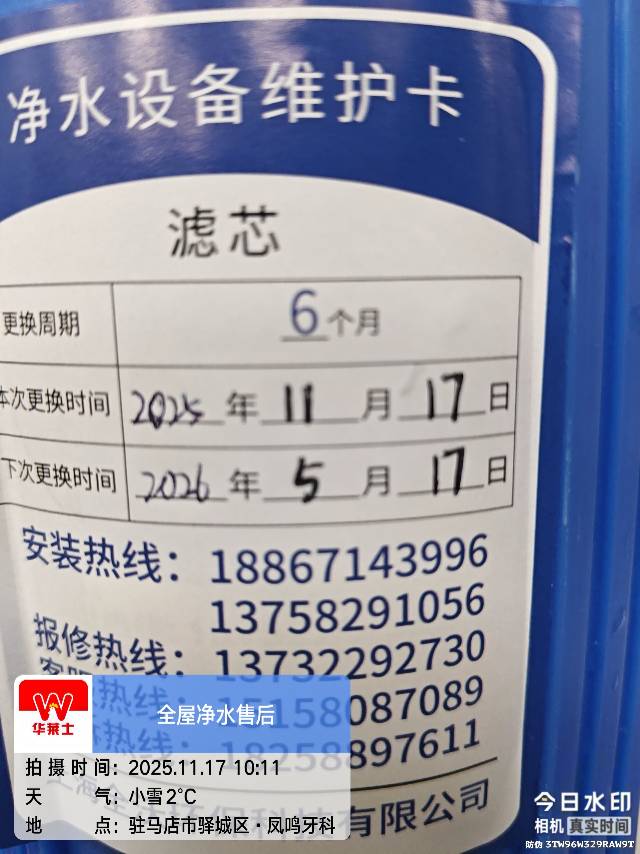 净水设备维护卡
滤芯
更换周期 6个月
本次更换时间 2025年11月17日
下次更换时间 2026年5月17日
安装热线：18867143996
13758291056
报修热线：13732292730
热线：15158087089
热线：18258897611
科技有限公司
华莱士
全屋净水售后
拍摄时间：2025.11.17 10:11
天气：小雪 2°C
地点：驻马店市驿城区·凤鸣牙科
今日水印
相机 真实时间
防伪 3TW96W329RAW9T